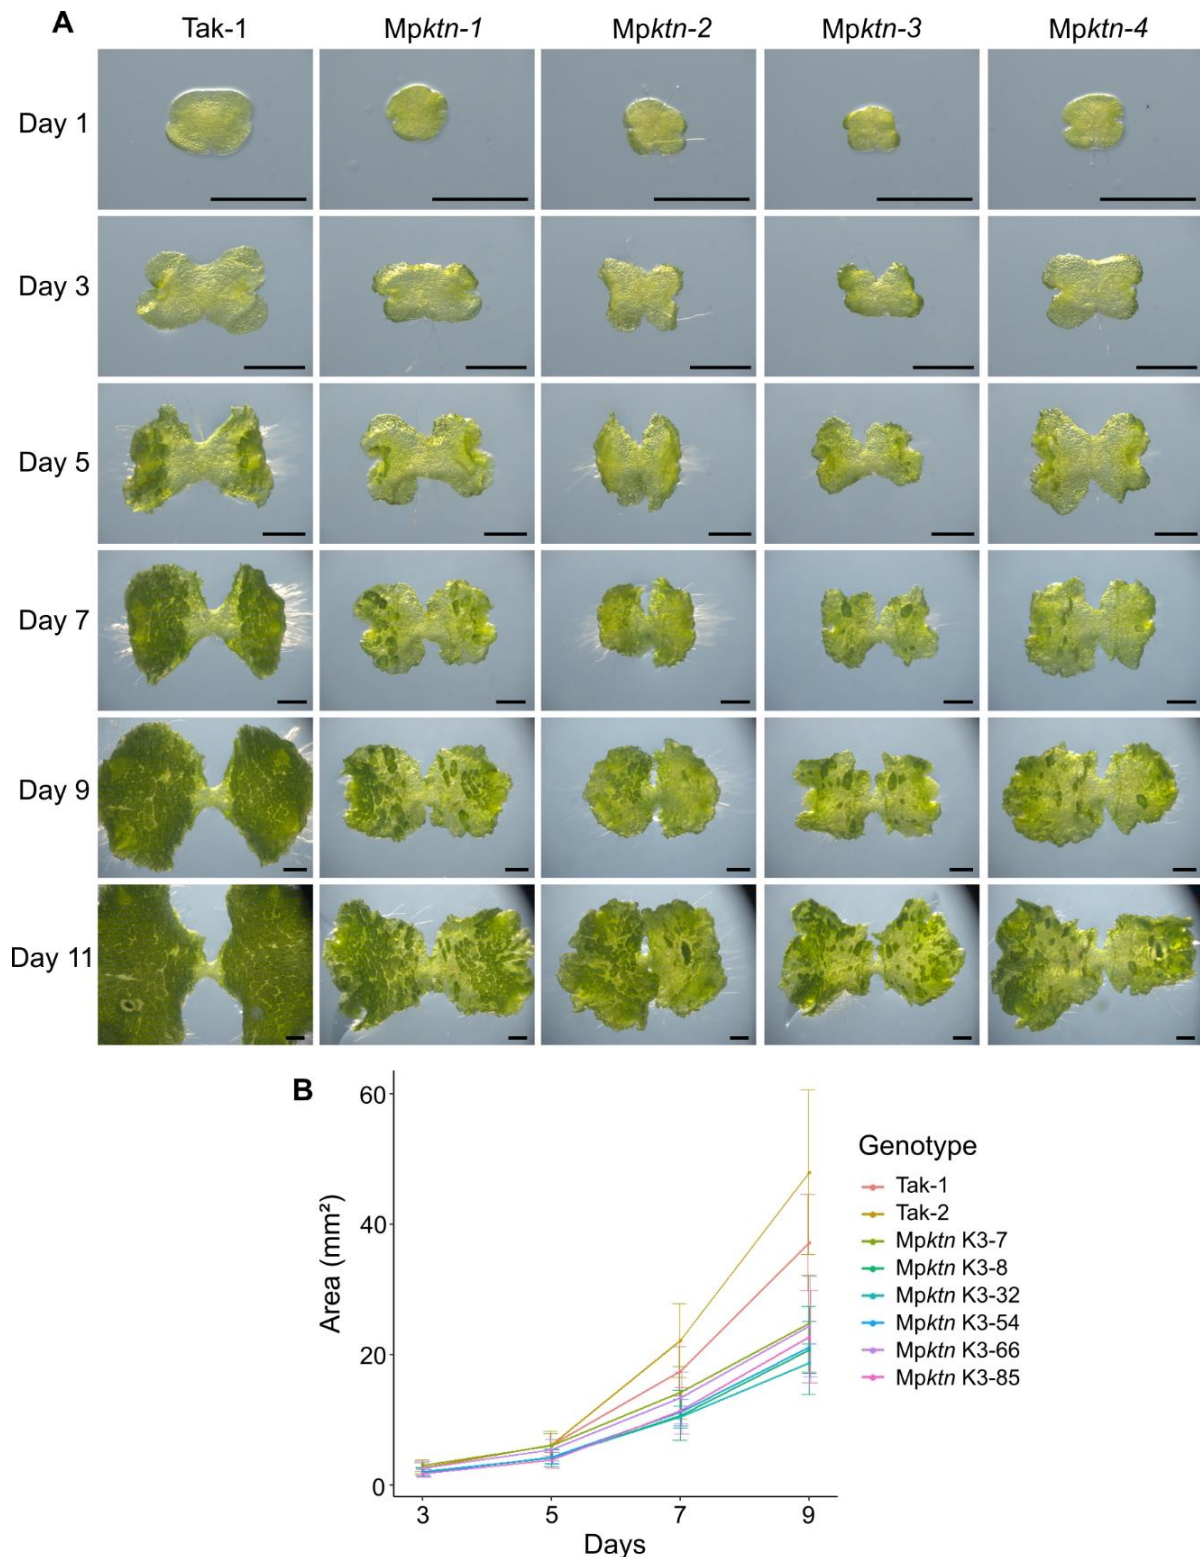 A
Tak-1 Mpktn-1 Mpktn-2 Mpktn-3 Mpktn-4
Day 1
Day 3
Day 5
Day 7
Day 9
Day 11
B
60
40
20
0
Area (mm²)
3 5 7 9
Days
Genotype
Tak-1
Tak-2
Mpktn K3-7
Mpktn K3-8
Mpktn K3-32
Mpktn K3-54
Mpktn K3-66
Mpktn K3-85